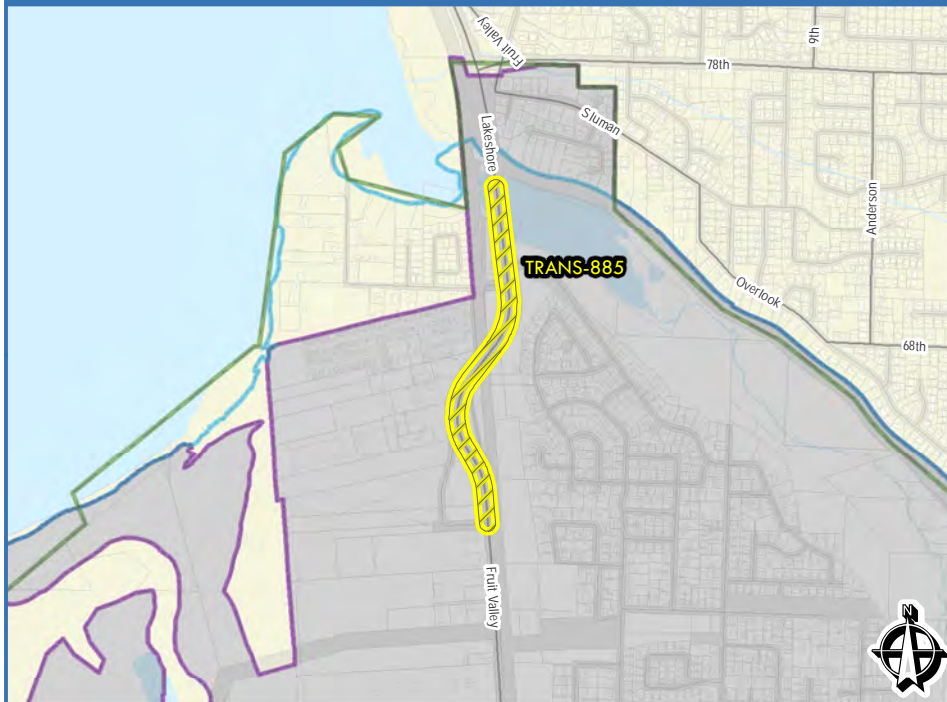 Fruit Valley
9th
78th
Sluman
Lakeshore
Anderson
TRANS-885
Overlook
68th
Fruit Valley
N